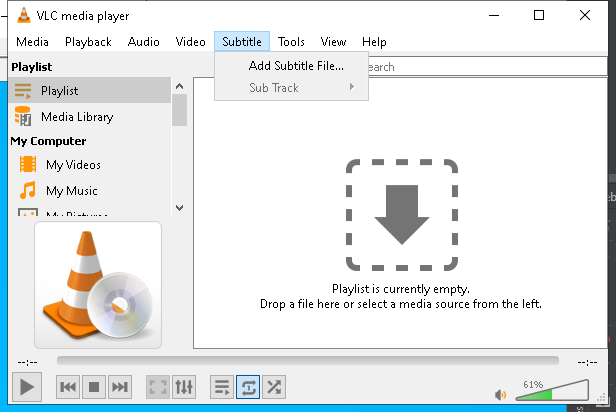 VLC media player
Media Playback Audio Video Subtitle Tools View Help
Playlist
Add Subtitle File...
Sub Track
Playlist
Media Library
My Computer
My Videos
My Music
My Pictures
Playlist is currently empty.
Drop a file here or select a media source from the left.
--:-- --:--
61%